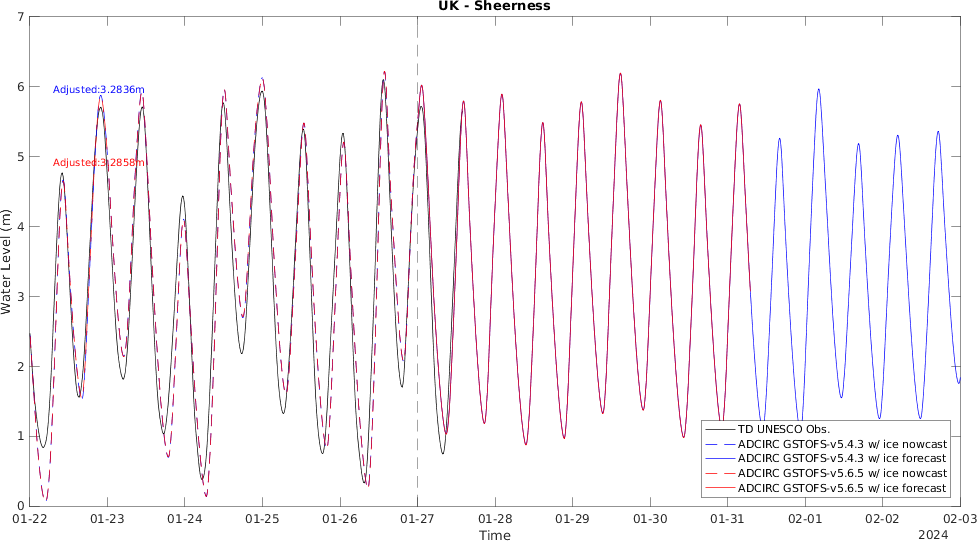 UK - Sheerness
7
6
5
4
3
2
1
0
Water Level (m)
Adjusted:3.2836m
Adjusted:3.2858m
TD UNESCO Obs.
ADCIRC GSTOFS-v5.4.3 w/ ice nowcast
ADCIRC GSTOFS-v5.4.3 w/ ice forecast
ADCIRC GSTOFS-v5.6.5 w/ ice nowcast
ADCIRC GSTOFS-v5.6.5 w/ ice forecast
01-22 01-23 01-24 01-25 01-26 01-27 01-28 01-29 01-30 01-31 02-01 02-02 02-03
Time
2024